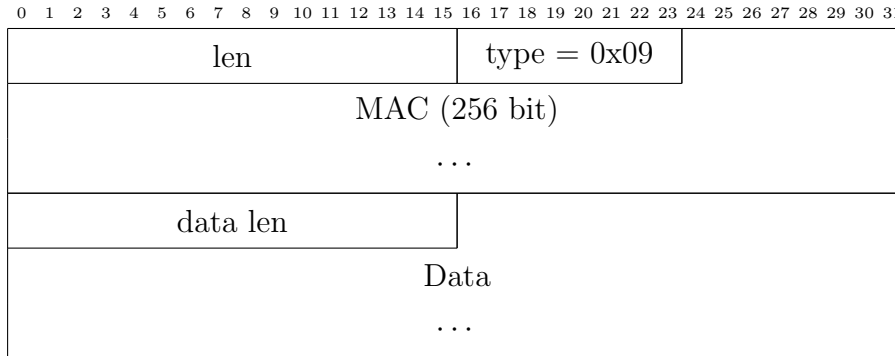 0 1 2 3 4 5 6 7 8 9 10 11 12 13 14 15 16 17 18 19 20 21 22 23 24 25 26 27 28 29 30 31
len type = 0x09
MAC (256 bit)
...
data len
Data
...